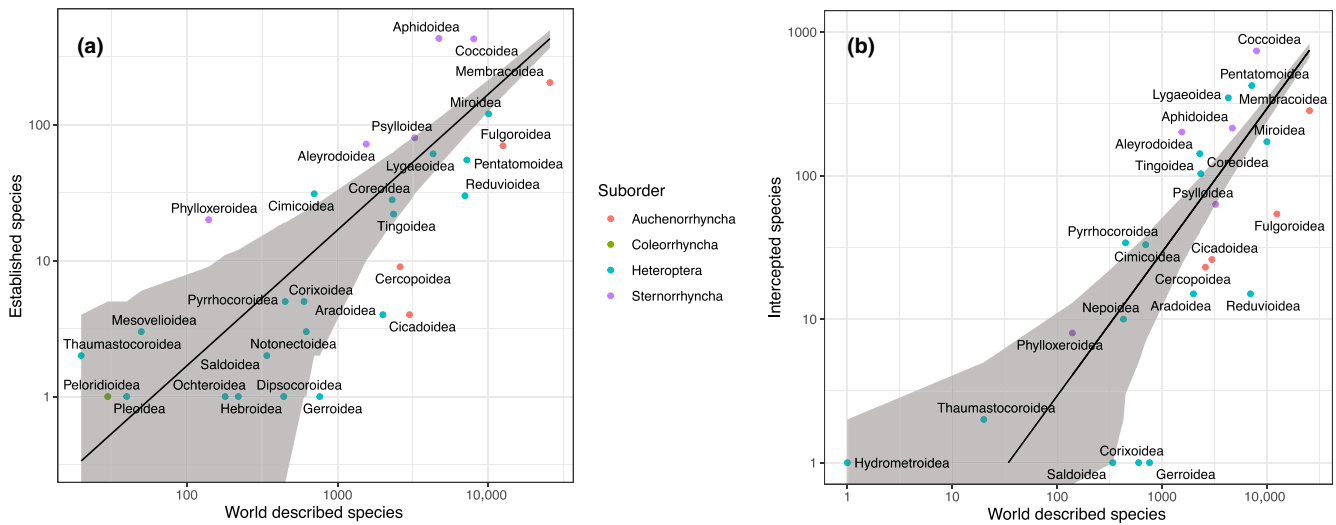 (a)
Established species
100
10
1
Aphidoidea
Coccoidea
Membracoidea
Miroidea
Psylloidea
Fulgoroidea
Aleyrodoidea
Lygaeoidea
Pentatomoidea
Coreoidea
Reduvioidea
Cimicoidea
Phylloxeroidea
Tingoidea
Cercopoidea
Pyrrhocoroidea
Corixoidea
Aradoidea
Cicadoidea
Mesovelioidea
Thaumastocoroidea
Notonectoidea
Saldoidea
Peloridioidea
Ochteroidea
Dipsocoroidea
Pleoidea
Hebroidea
Gerroidea
100
1000
10,000
World described species
Suborder
Auchenorrhyncha
Coleorrhyncha
Heteroptera
Sternorrhyncha
(b)
Intercepted species
1000
100
10
1
Coccoidea
Pentatomoidea
Lygaeoidea
Membracoidea
Aphidoidea
Miroidea
Aleyrodoidea
Tingoidea
Coreoidea
Psylloidea
Fulgoroidea
Pyrrhocoroidea
Cicadoidea
Cimicoidea
Cercopoidea
Nepoidea
Aradoidea
Reduvioidea
Phylloxeroidea
Thaumastocoroidea
Hydrometroidea
Corixoidea
Saldoidea
Gerroidea
1
10
100
1000
10,000
World described species